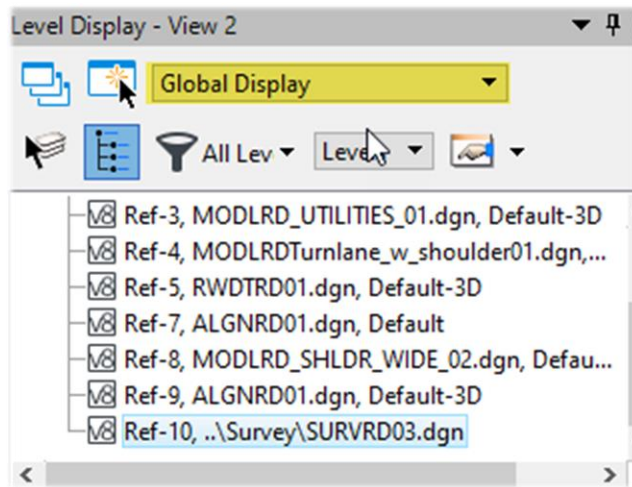 Level Display - View 2
Global Display
All Lev
Level
V8 Ref-3, MODLRD_UTILITIES_01.dgn, Default-3D
V8 Ref-4, MODLRDTurnlane_w_shoulder01.dgn,...
V8 Ref-5, RWDTRD01.dgn, Default-3D
V8 Ref-7, ALGNRD01.dgn, Default
V8 Ref-8, MODLRD_SHLDR_WIDE_02.dgn, Defau...
V8 Ref-9, ALGNRD01.dgn, Default-3D
V8 Ref-10, ..\Survey\SURVRD03.dgn